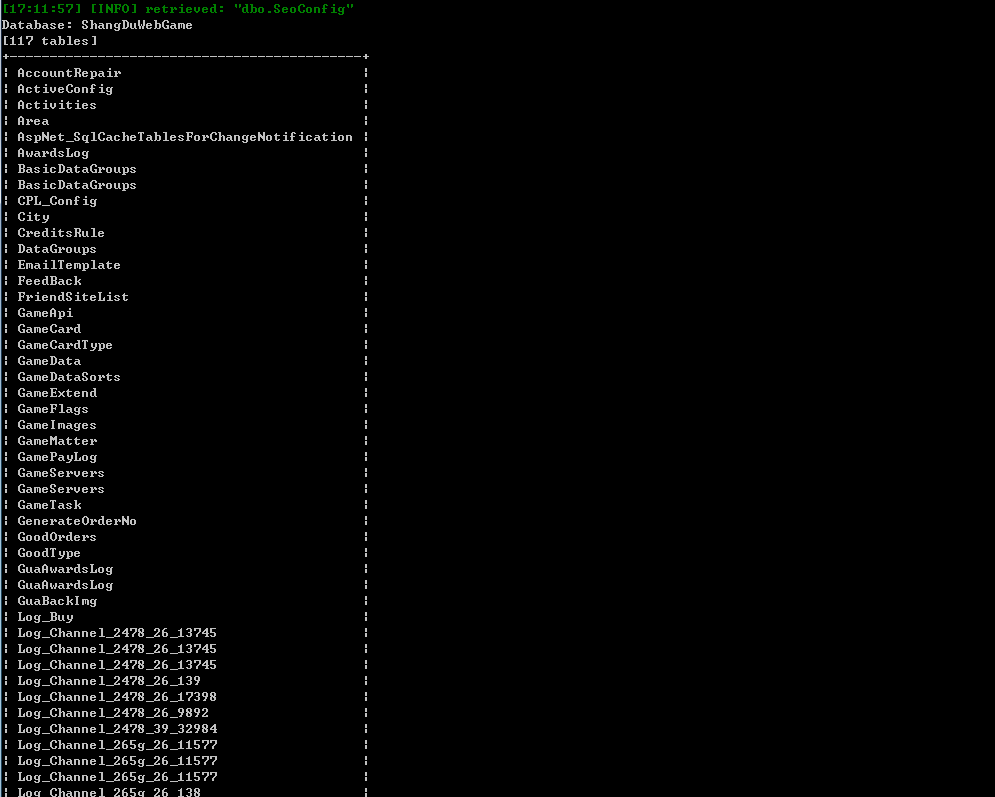 [17:11:57] [INFO] retrieved: "dbo.SeoConfig"
Database: ShangDuWebGame
[117 tables]
+--------------------------------------------+
¦ AccountRepair ¦
¦ ActiveConfig ¦
¦ Activities ¦
¦ Area ¦
¦ AspNet_SqlCacheTablesForChangeNotification ¦
¦ AwardsLog ¦
¦ BasicDataGroups ¦
¦ BasicDataGroups ¦
¦ CPL_Config ¦
¦ City ¦
¦ CreditsRule ¦
¦ DataGroups ¦
¦ EmailTemplate ¦
¦ FeedBack ¦
¦ FriendSiteList ¦
¦ GameApi ¦
¦ GameCard ¦
¦ GameCardType ¦
¦ GameData ¦
¦ GameDataSorts ¦
¦ GameExtend ¦
¦ GameFlags ¦
¦ GameImages ¦
¦ GameMatter ¦
¦ GamePayLog ¦
¦ GameServers ¦
¦ GameServers ¦
¦ GameTask ¦
¦ GenerateOrderNo ¦
¦ GoodOrders ¦
¦ GoodType ¦
¦ GuaAwardsLog ¦
¦ GuaAwardsLog ¦
¦ GuaBackImg ¦
¦ Log_Buy ¦
¦ Log_Channel_2478_26_13745 ¦
¦ Log_Channel_2478_26_13745 ¦
¦ Log_Channel_2478_26_13745 ¦
¦ Log_Channel_2478_26_139 ¦
¦ Log_Channel_2478_26_17398 ¦
¦ Log_Channel_2478_26_9892 ¦
¦ Log_Channel_2478_39_32984 ¦
¦ Log_Channel_265g_26_11577 ¦
¦ Log_Channel_265g_26_11577 ¦
¦ Log_Channel_265g_26_11577 ¦
¦ Log_Channel_265g_26_138 ¦